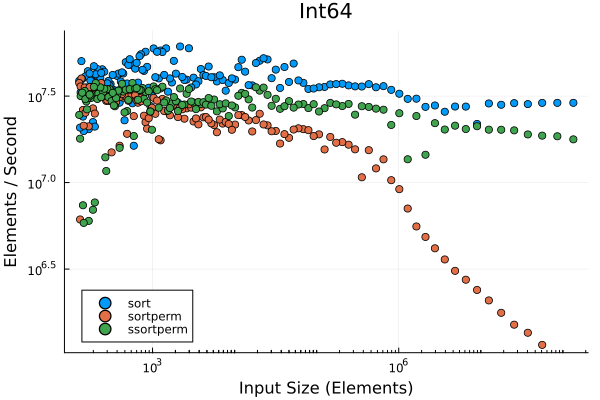 Int64
Elements / Second
10^7.5
10^7.0
10^6.5
sort
sortperm
ssortperm
10^3
10^6
Input Size (Elements)